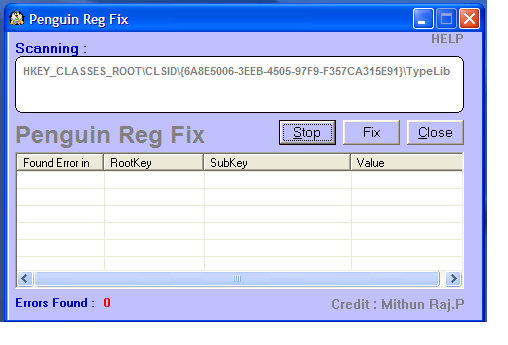 Penguin Reg Fix
HELP
Scanning :
HKEY_CLASSES_ROOT\CLSID\{6A8E5006-3EEB-4505-97F9-F357CA315E91}\TypeLib
Penguin Reg Fix
Stop Fix Close
Found Error in RootKey SubKey Value
Errors Found : 0
Credit : Mithun Raj.P